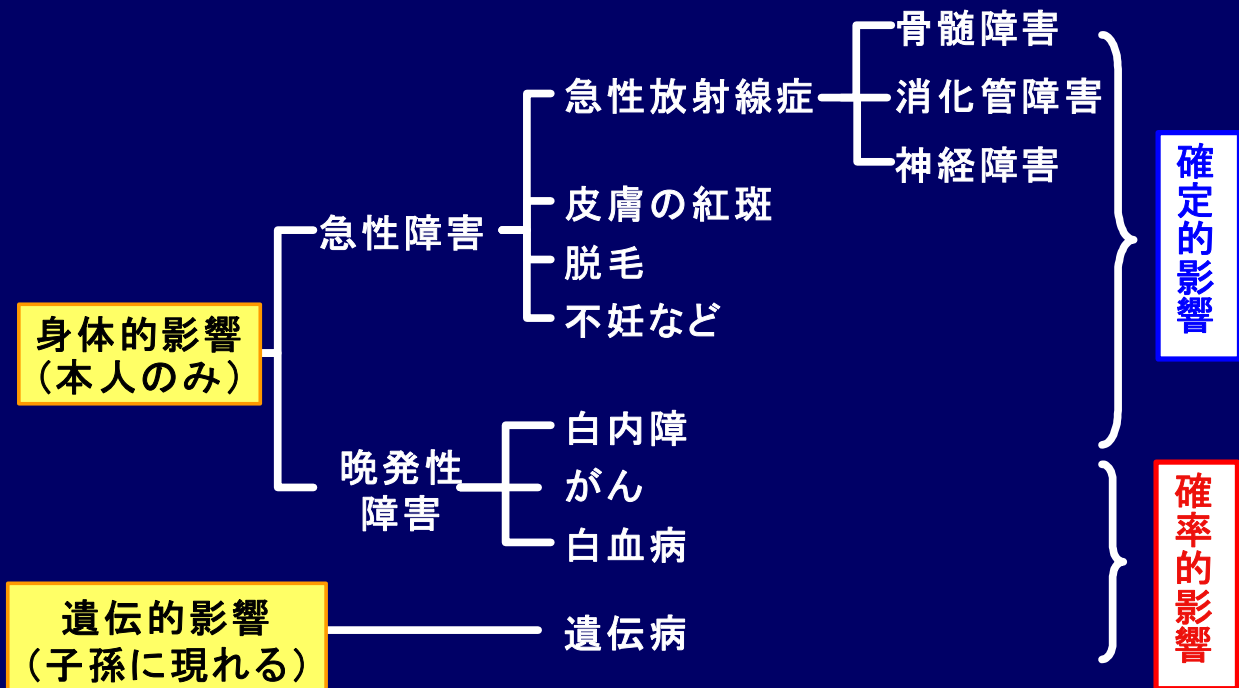 骨髄障害
急性放射線症
消化管障害
神経障害
皮膚の紅斑
急性障害
脱毛
不妊など
身体的影響
(本人のみ)
白内障
晩発性
障害
がん
白血病
遺伝的影響
(子孫に現れる)
遺伝病
確定的影響
確率的影響